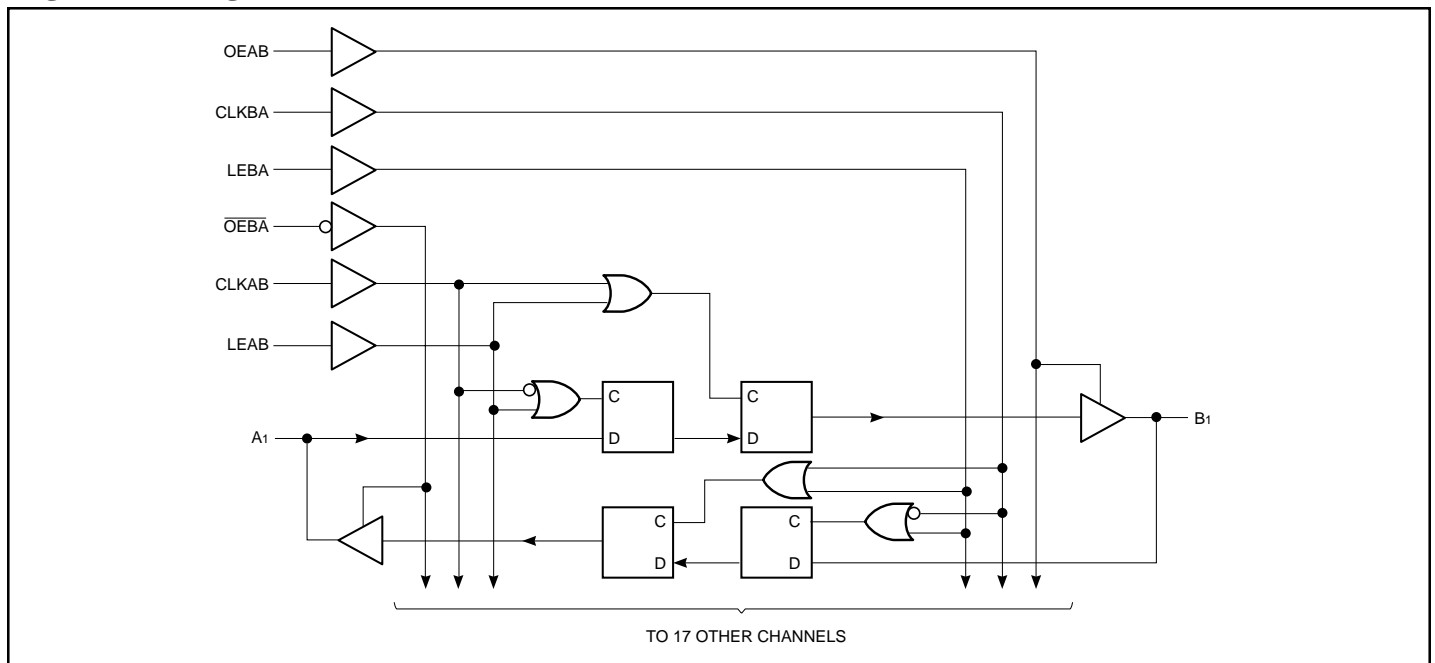 OEAB
CLKBA
LEBA
OEBA
CLKAB
LEAB
C
C
D
D
A1
B1
C
C
D
D
TO 17 OTHER CHANNELS